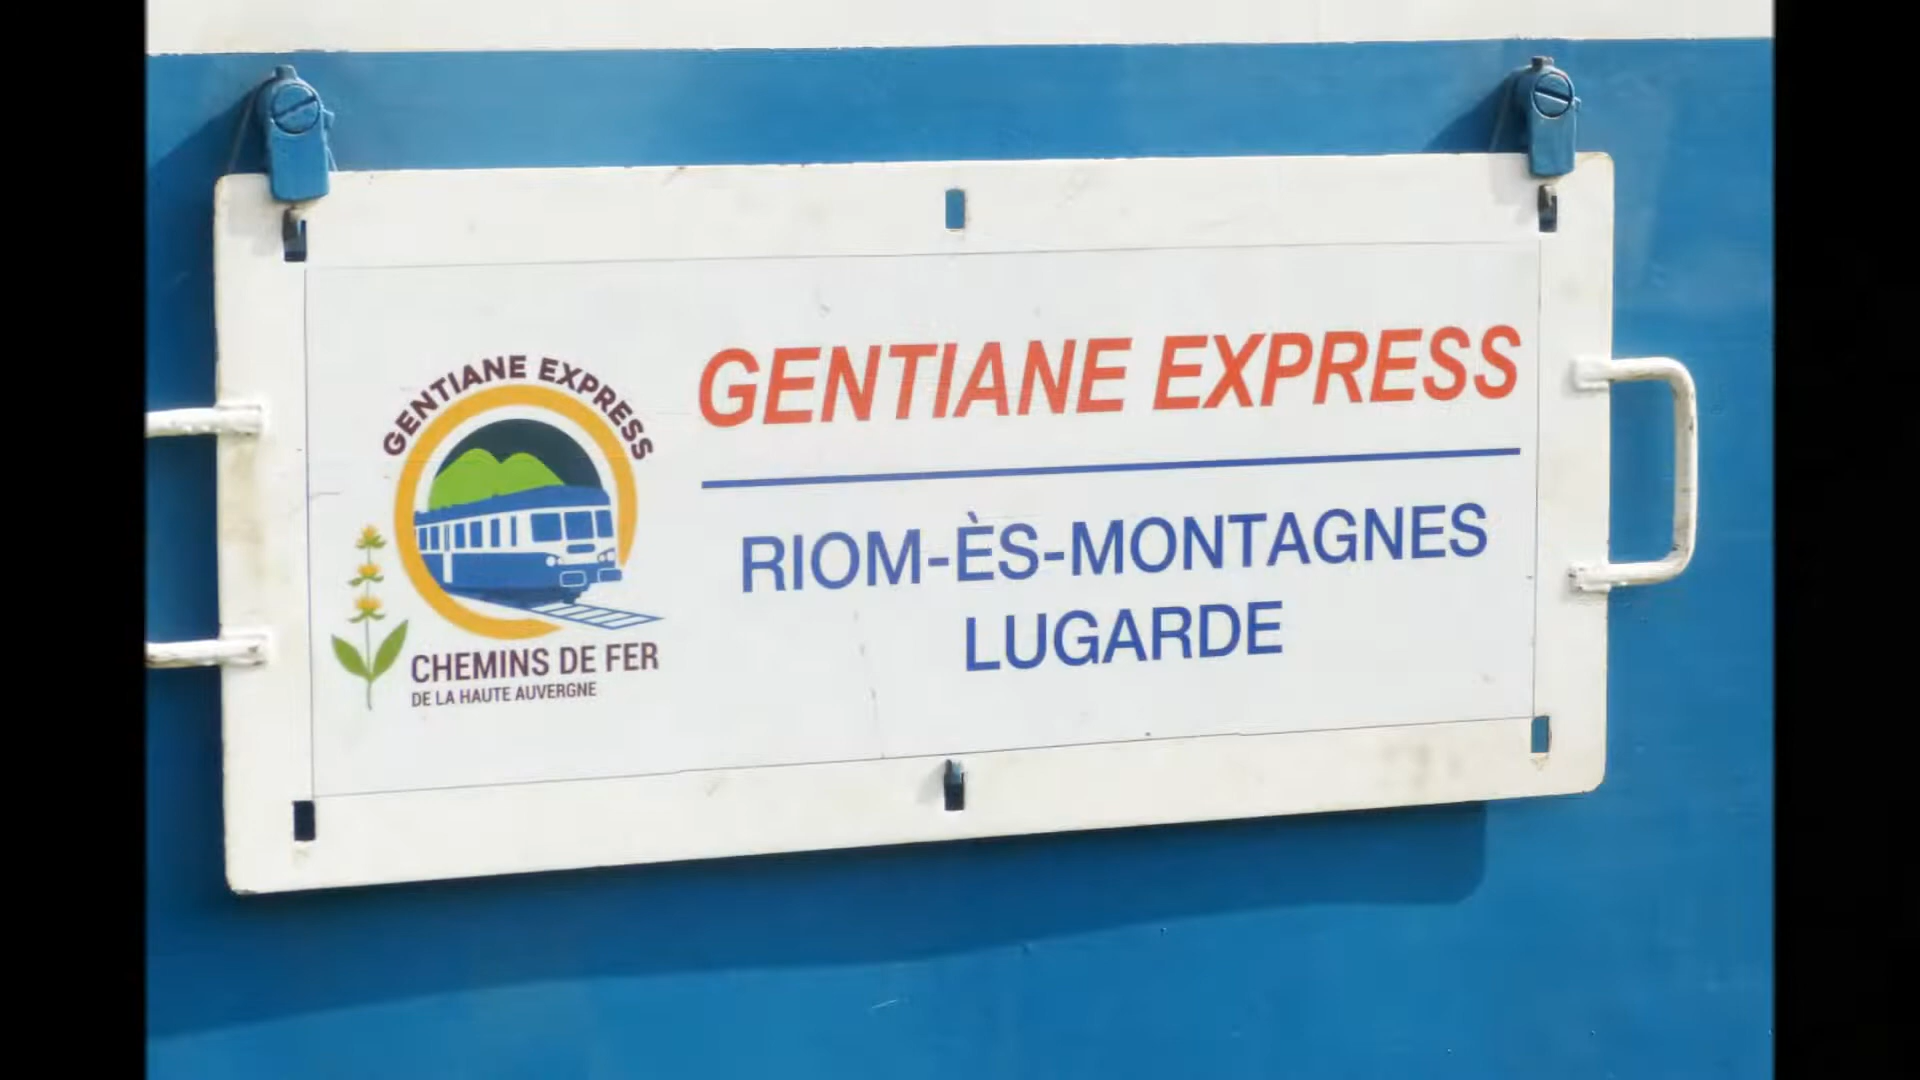 GENTIANE EXPRESS
CHEMINS DE FER
DE LA HAUTE AUVERGNE
GENTIANE EXPRESS
RIOM-ÈS-MONTAGNES
LUGARDE